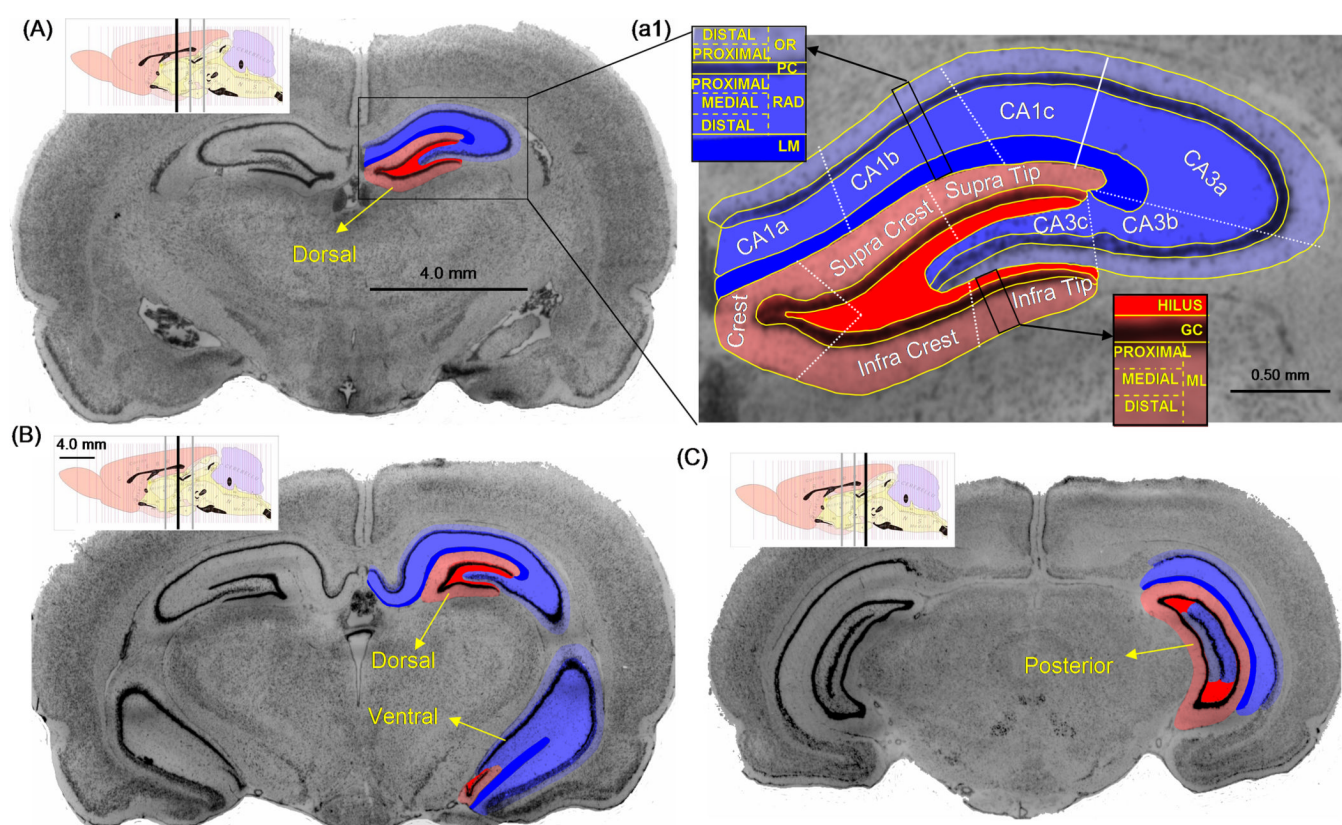 (A)
Dorsal
4.0 mm
(a1)
DISTAL
OR
PROXIMAL
PC
PROXIMAL
MEDIAL
RAD
DISTAL
LM
CA1a
CA1b
CA1c
CA3a
CA3b
CA3c
Supra Tip
Supra Crest
Crest
Infra Crest
Infra Tip
HILUS
GC
PROXIMAL
MEDIAL
ML
DISTAL
0.50 mm
(B)
4.0 mm
Dorsal
Ventral
(C)
Posterior